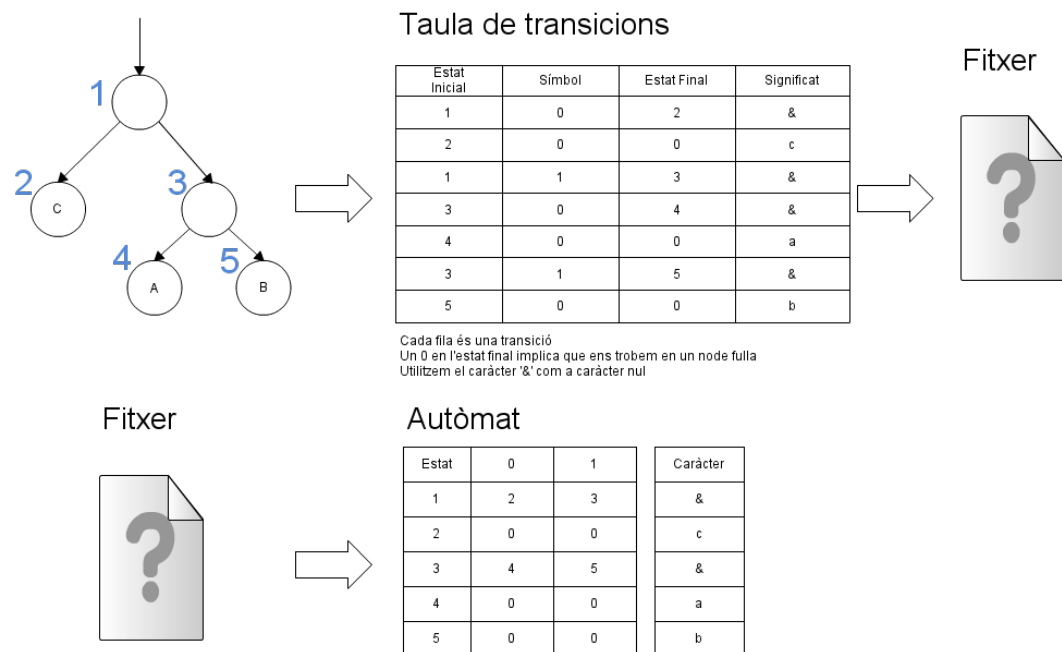 Taula de transicions
Fitxer
1
2
3
C
4
5
A
B
Estat Inicial Símbol Estat Final Significat
1 0 2 &
2 0 0 c
1 1 3 &
3 0 4 &
4 0 0 a
3 1 5 &
5 0 0 b
Cada fila és una transició
Un 0 en l'estat final implica que ens trobem en un node fulla
Utilitzem el caràcter '&' com a caràcter nul
?
Fitxer
Autòmat
?
Estat 0 1 Caràcter
1 2 3 &
2 0 0 c
3 4 5 &
4 0 0 a
5 0 0 b